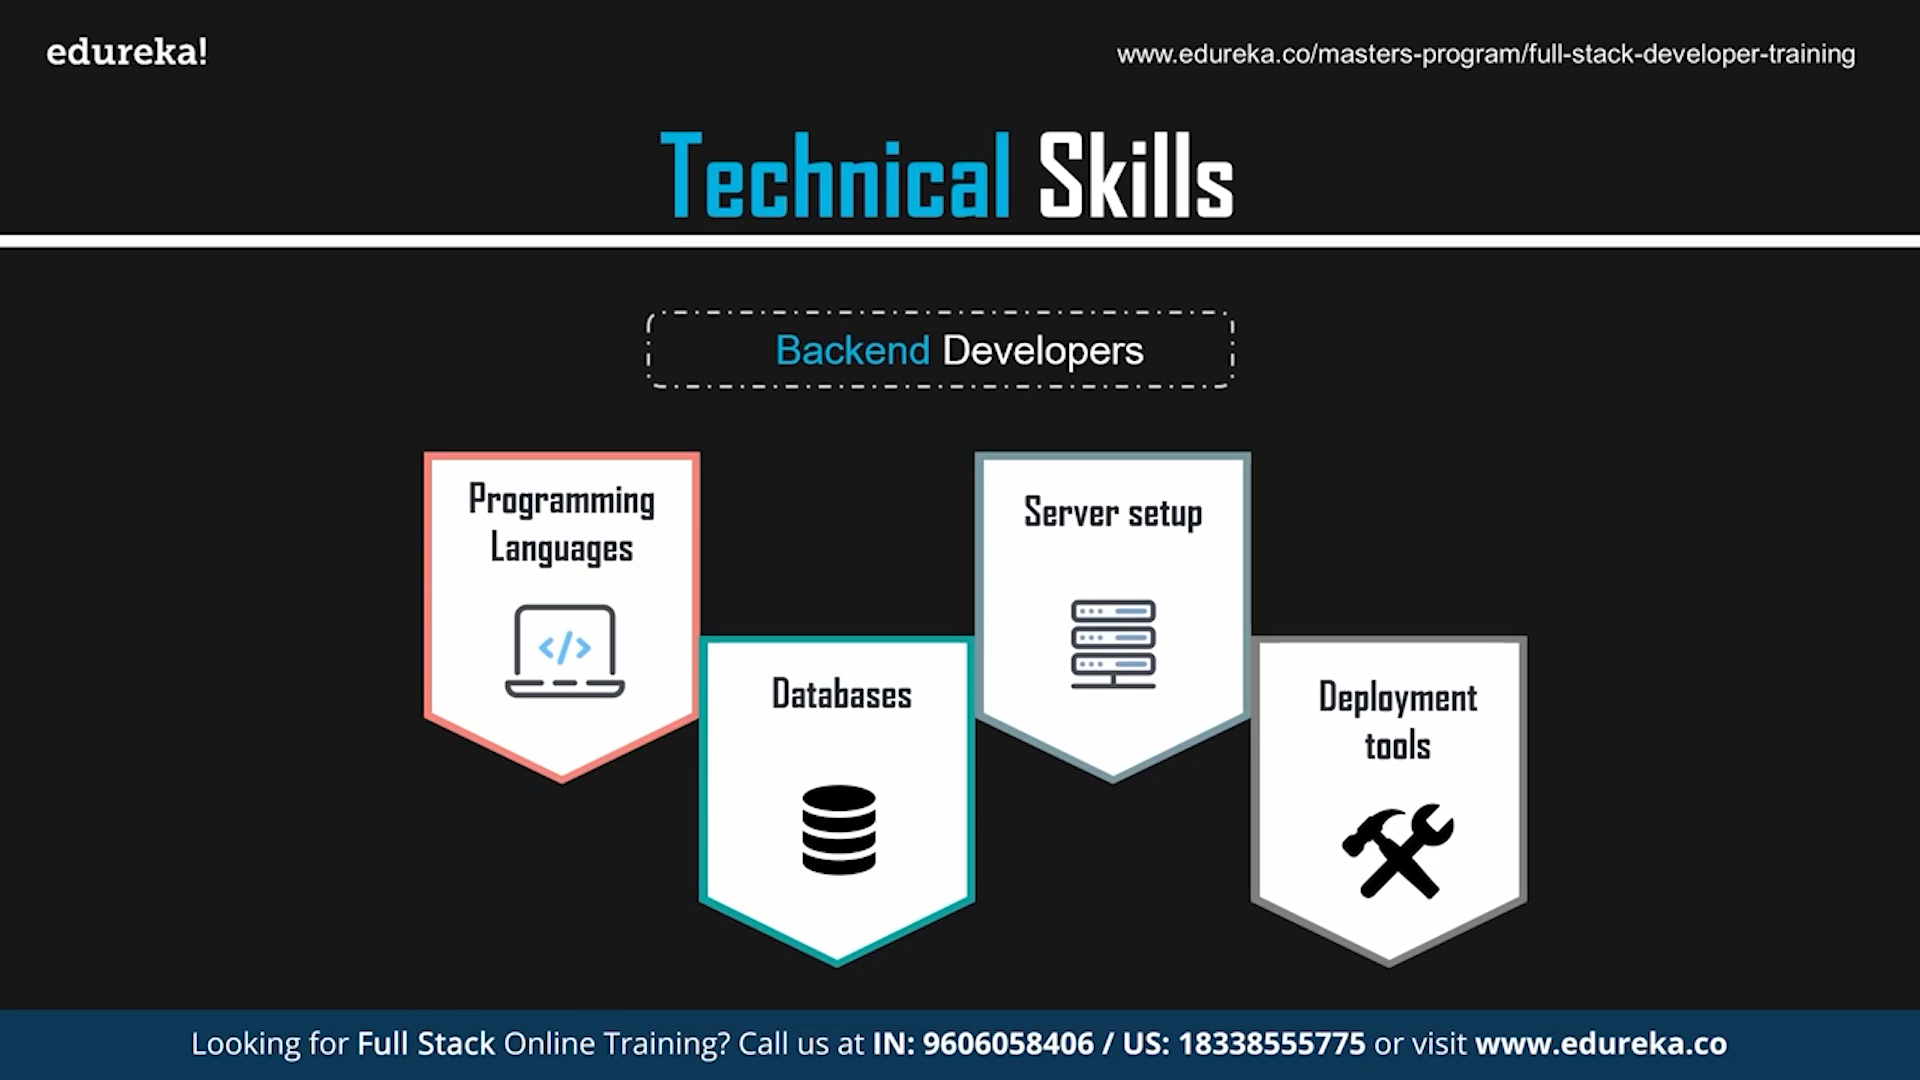 edureka!
www.edureka.co/masters-program/full-stack-developer-training
Technical Skills
Backend Developers
Programming
Languages
</>
Databases
Server setup
Deployment
tools
Looking for Full Stack Online Training? Call us at IN: 9606058406 / US: 18338555775 or visit www.edureka.co